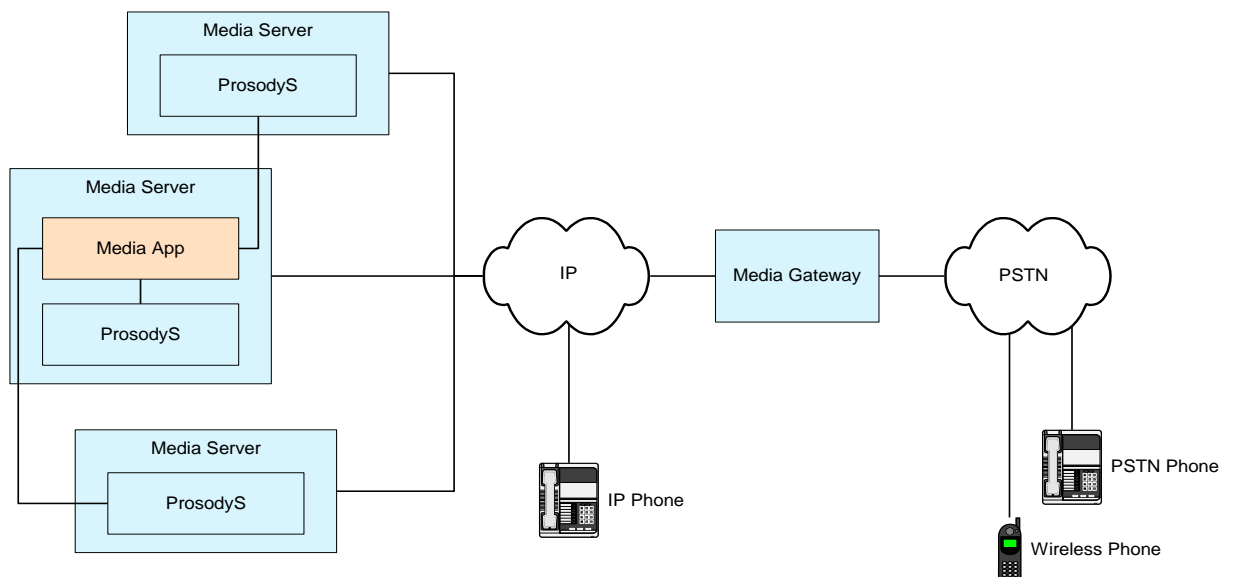 Media Server
ProsodyS
Media Server
Media App
ProsodyS
IP
Media Gateway
PSTN
Media Server
ProsodyS
IP Phone
PSTN Phone
Wireless Phone